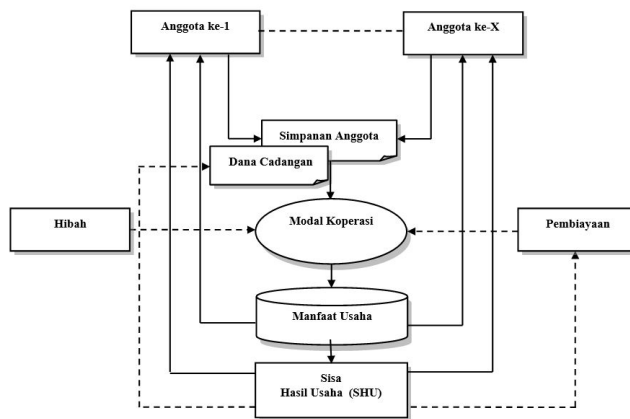 Anggota ke-1
Anggota ke-X
Simpanan Anggota
Dana Cadangan
Hibah
Modal Koperasi
Pembiayaan
Manfaat Usaha
Sisa
Hasil Usaha (SHU)